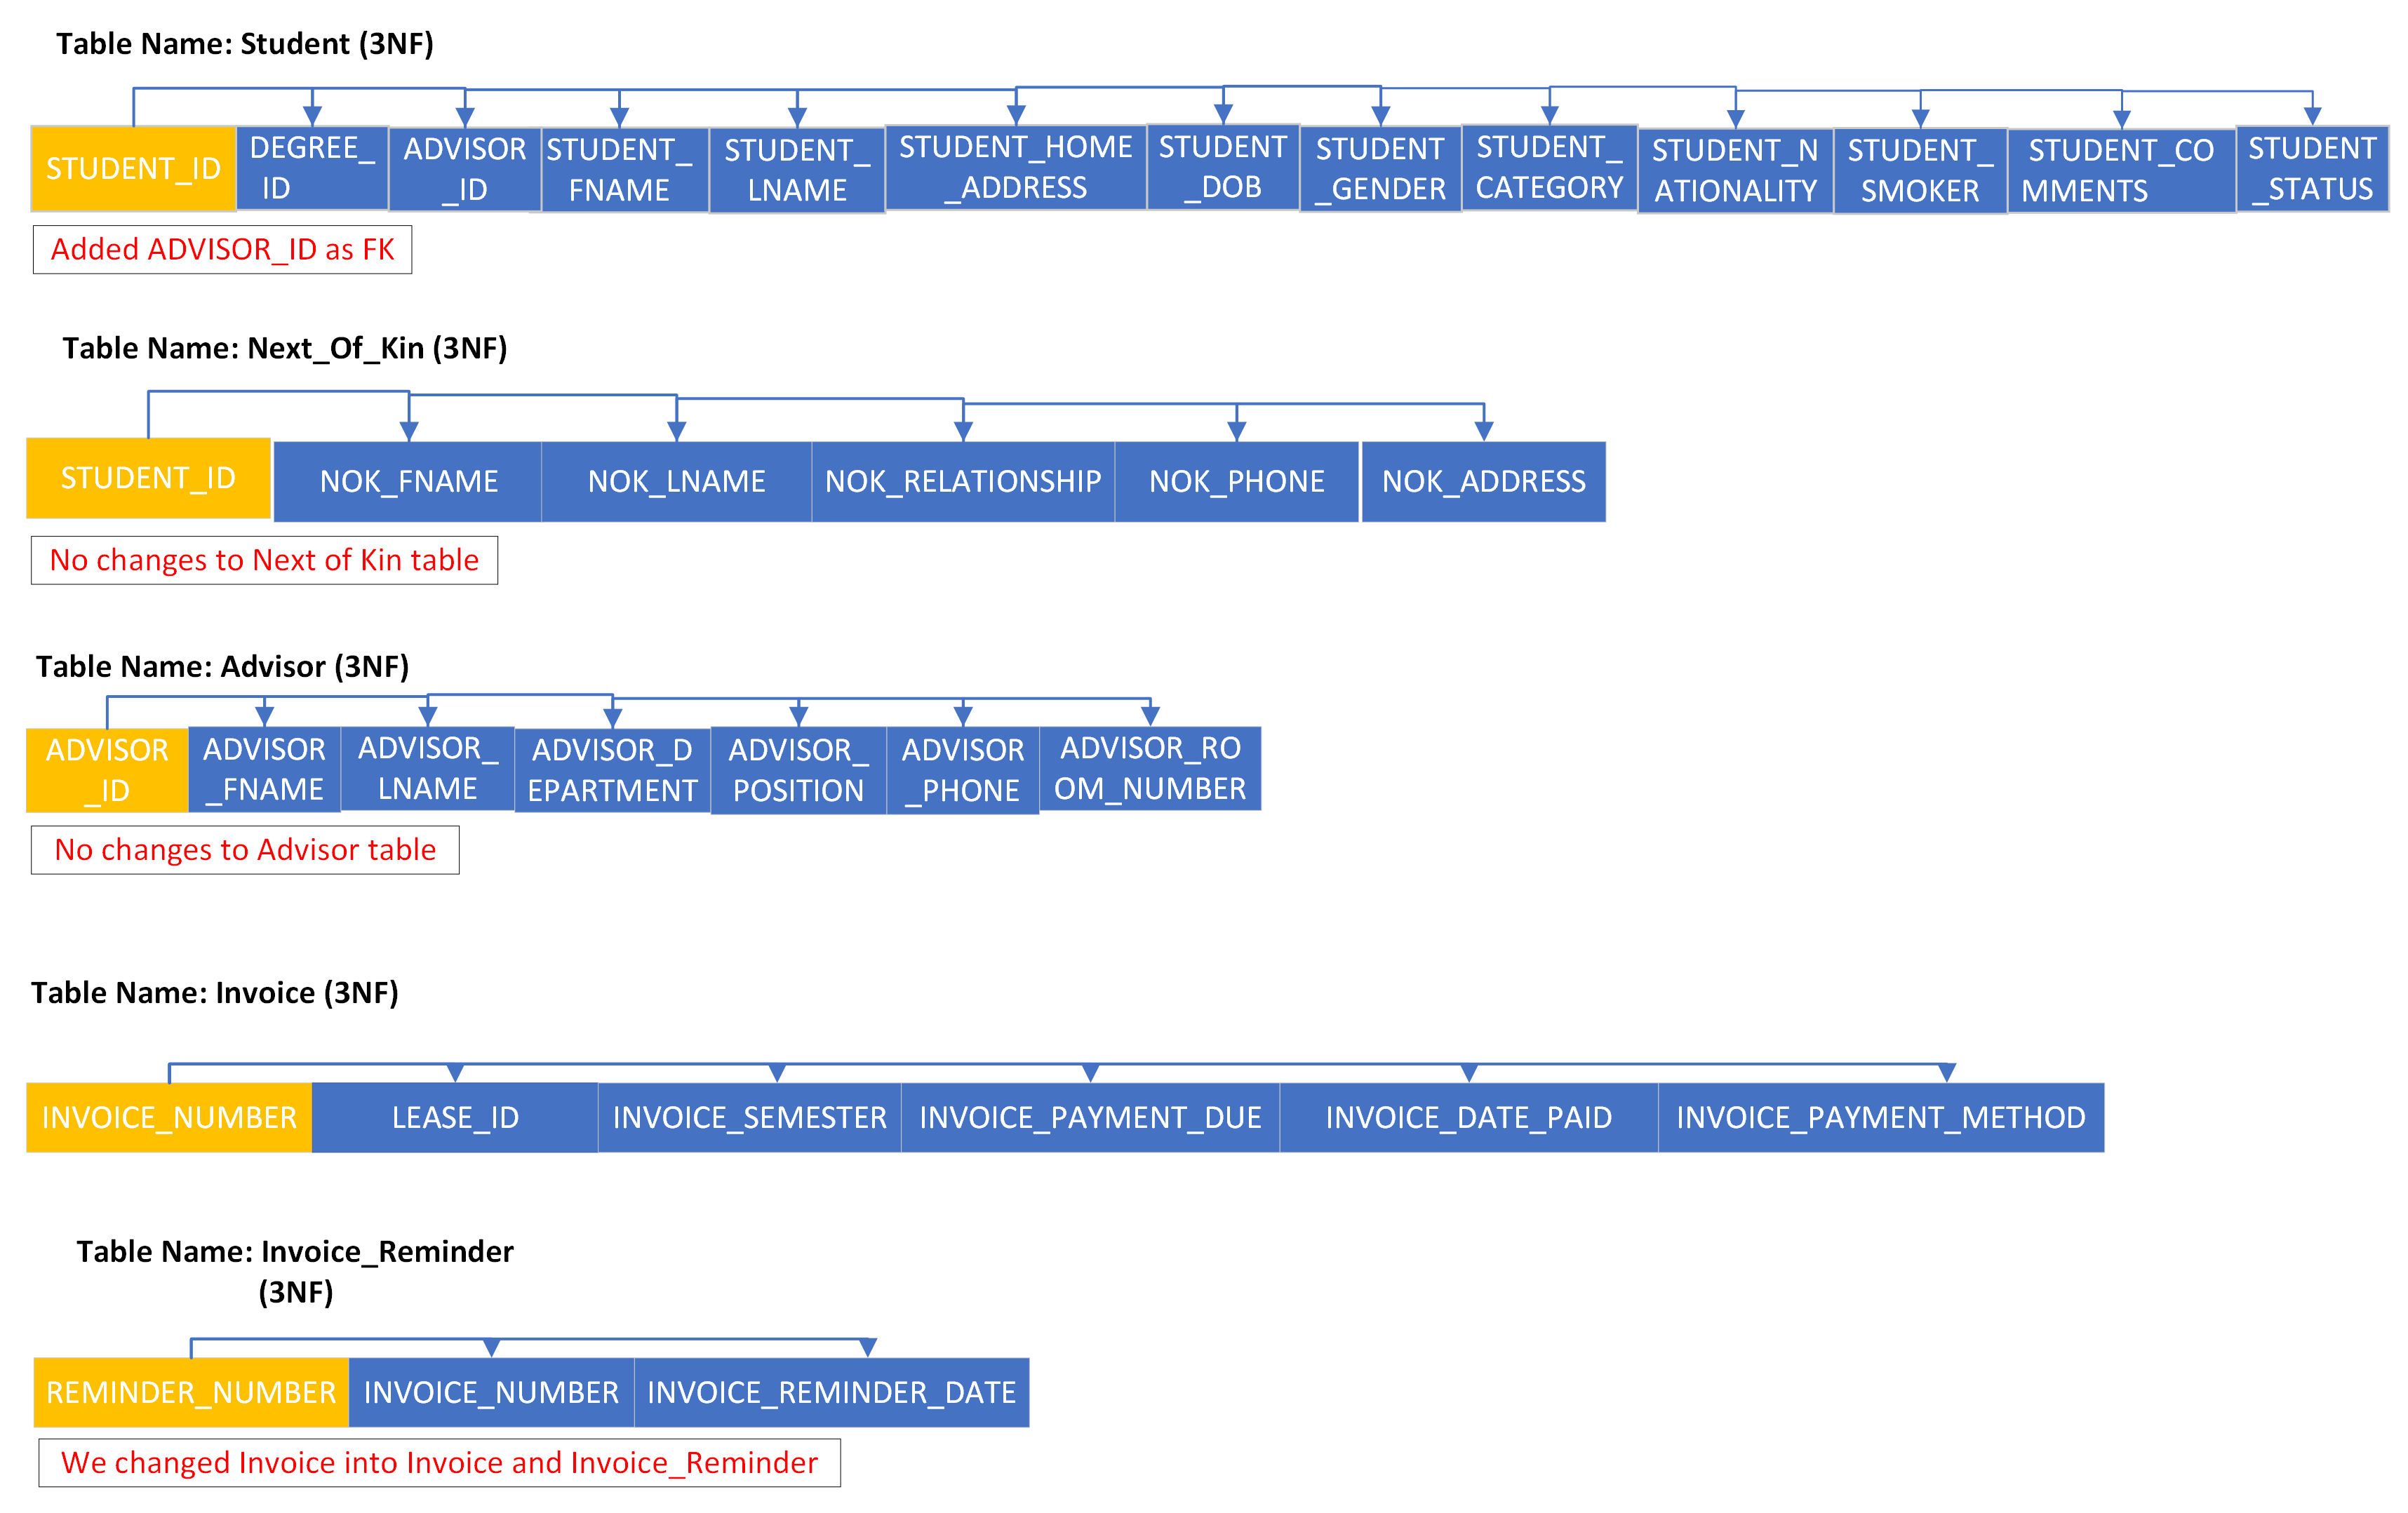 Table Name: Student (3NF)
STUDENT_ID
DEGREE_
ID
ADVISOR
_ID
STUDENT_
FNAME
STUDENT_
LNAME
STUDENT_HOME
_ADDRESS
STUDENT
_DOB
STUDENT
_GENDER
STUDENT_
CATEGORY
STUDENT_N
ATIONALITY
STUDENT_
SMOKER
STUDENT_CO
MMENTS
STUDENT
_STATUS
Added ADVISOR_ID as FK
Table Name: Next_Of_Kin (3NF)
STUDENT_ID
NOK_FNAME
NOK_LNAME
NOK_RELATIONSHIP
NOK_PHONE
NOK_ADDRESS
No changes to Next of Kin table
Table Name: Advisor (3NF)
ADVISOR
_ID
ADVISOR
_FNAME
ADVISOR_
LNAME
ADVISOR_D
EPARTMENT
ADVISOR_
POSITION
ADVISOR
_PHONE
ADVISOR_RO
OM_NUMBER
No changes to Advisor table
Table Name: Invoice (3NF)
INVOICE_NUMBER
LEASE_ID
INVOICE_SEMESTER
INVOICE_PAYMENT_DUE
INVOICE_DATE_PAID
INVOICE_PAYMENT_METHOD
Table Name: Invoice_Reminder
(3NF)
REMINDER_NUMBER
INVOICE_NUMBER
INVOICE_REMINDER_DATE
We changed Invoice into Invoice and Invoice_Reminder